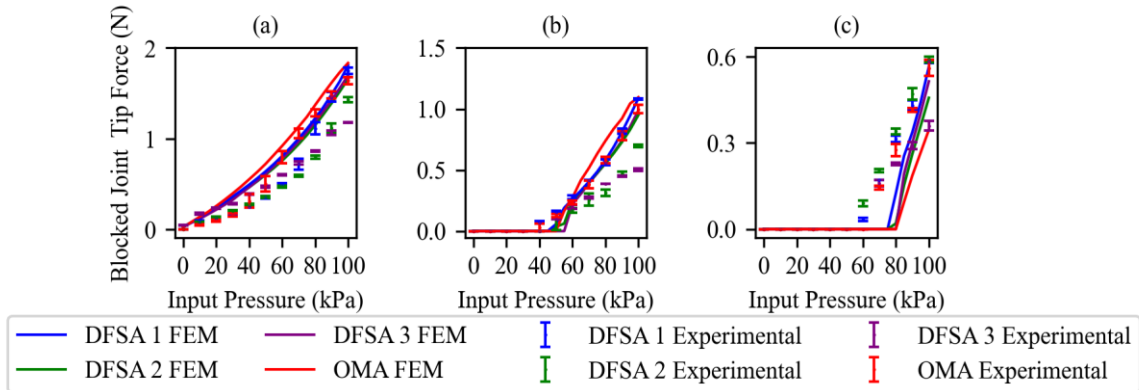 (a) (b) (c)
Blocked Joint Tip Force (N)
2
1
0
0 20 40 60 80 100
Input Pressure (kPa)
1.5
1.0
0.5
0.0
0 20 40 60 80 100
Input Pressure (kPa)
0.6
0.3
0.0
0 20 40 60 80 100
Input Pressure (kPa)
DFSA 1 FEM DFSA 3 FEM DFSA 1 Experimental DFSA 3 Experimental
DFSA 2 FEM OMA FEM DFSA 2 Experimental OMA Experimental